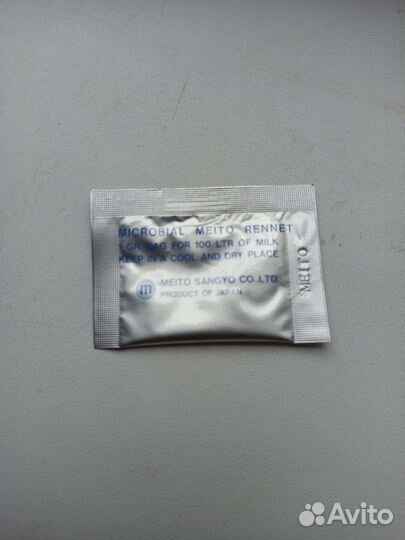 MICROBIAL MEITO RENNET
1 GR BAG FOR 100 LTR OF MILK
KEEP IN A COOL AND DRY PLACE
m MEITO SANGYO CO., LTD.
PRODUCT OF JAPAN
MEITO
Avito